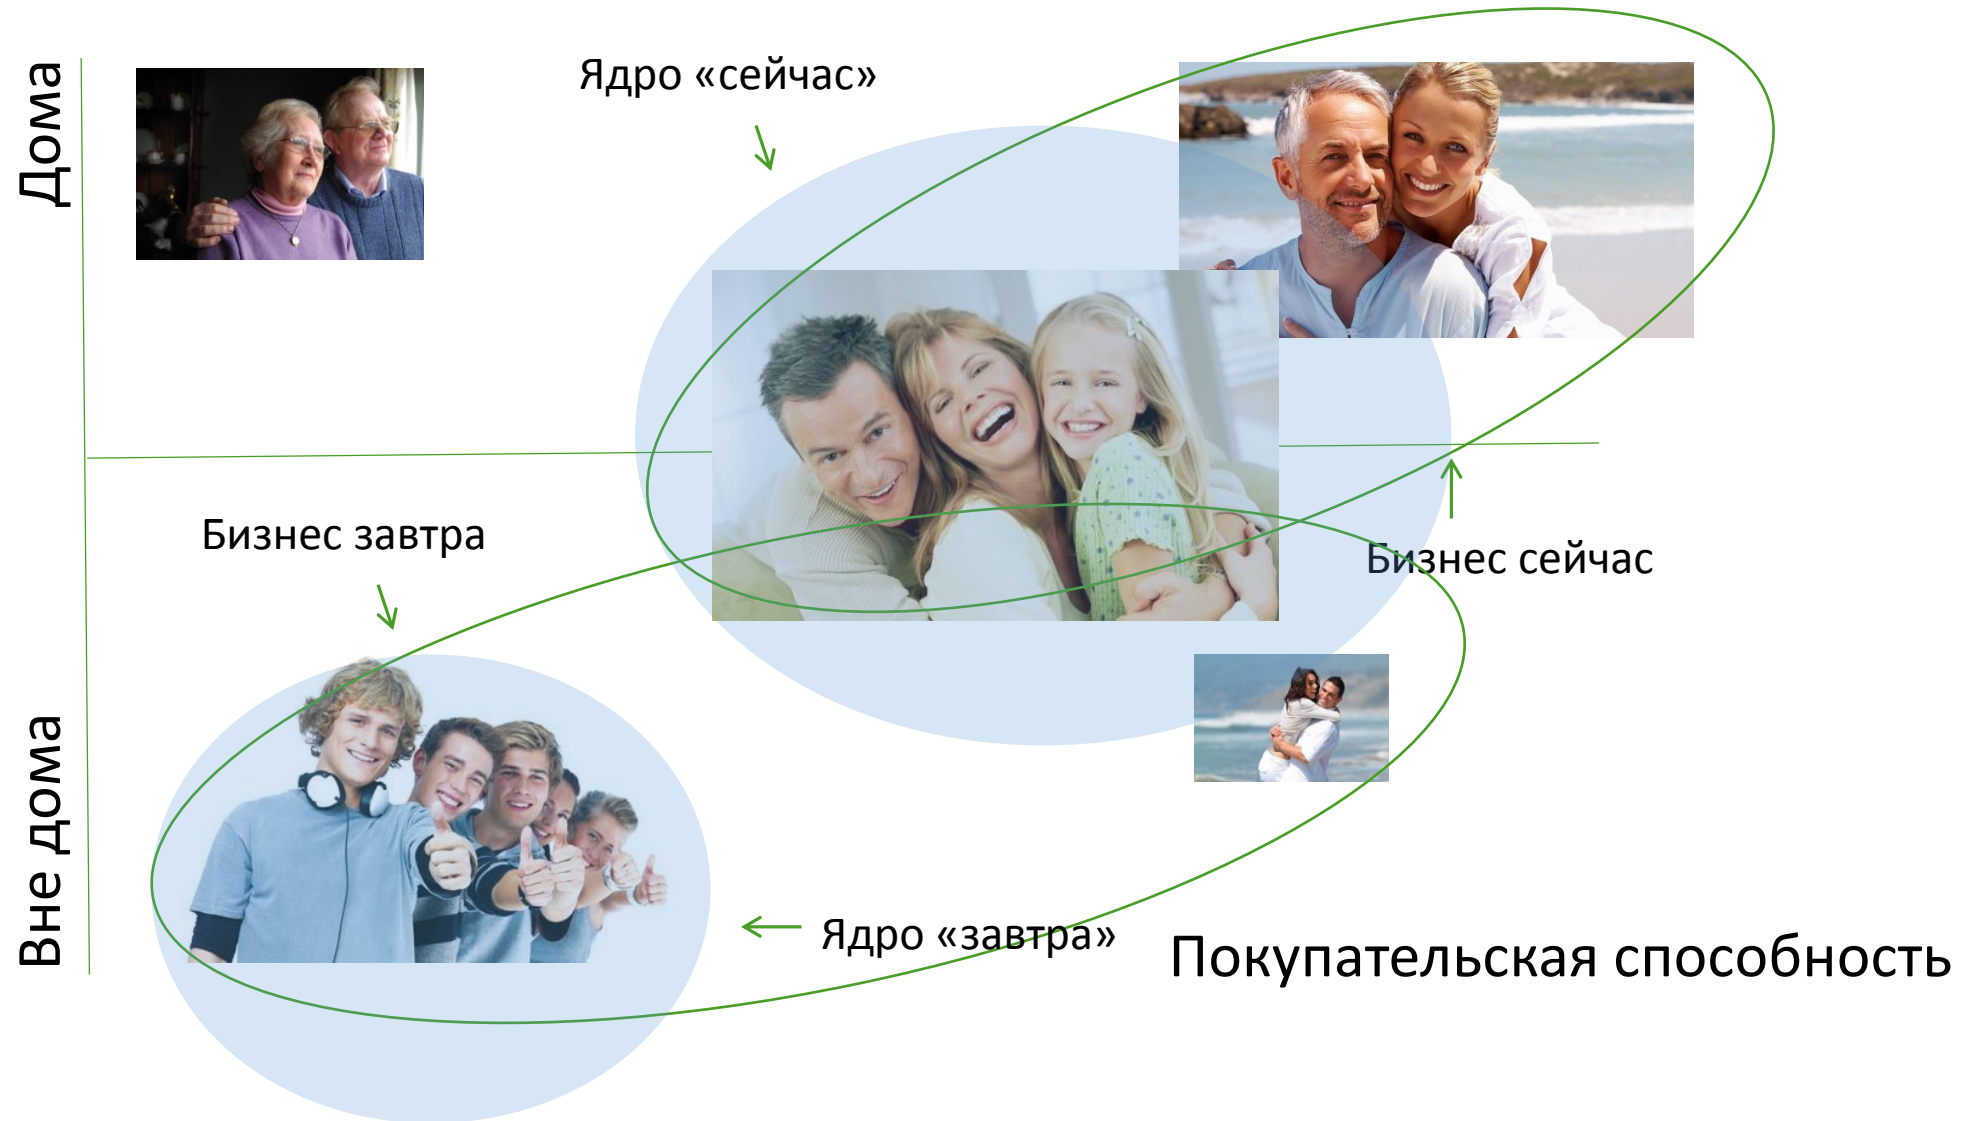 Дома
Ядро «сейчас»
Бизнес завтра
Бизнес сейчас
Вне дома
Ядро «завтра»
Покупательская способность